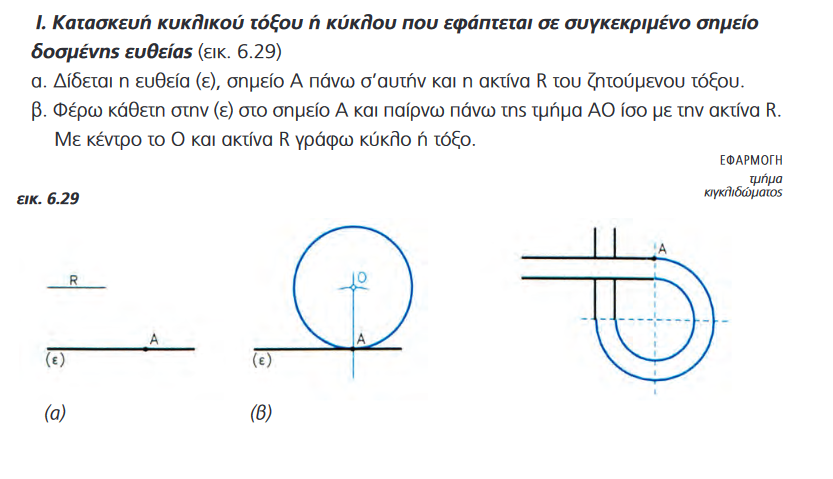 Ι. Κατασκευή κυκλικού τόξου ή κύκλου που εφάπτεται σε συγκεκριμένο σημείο
δοσμένης ευθείας (εικ. 6.29)
α. Δίδεται η ευθεία (ε), σημείο Α πάνω σ’αυτήν και η ακτίνα R του ζητούμενου τόξου.
β. Φέρω κάθετη στην (ε) στο σημείο Α και παίρνω πάνω της τμήμα ΑΟ ίσο με την ακτίνα R.
Με κέντρο το Ο και ακτίνα R γράφω κύκλο ή τόξο.
ΕΦΑΡΜΟΓΗ
τμήμα
κιγκλιδώματος
εικ. 6.29
R
A
(ε)
(α)
O
A
(ε)
(β)
A